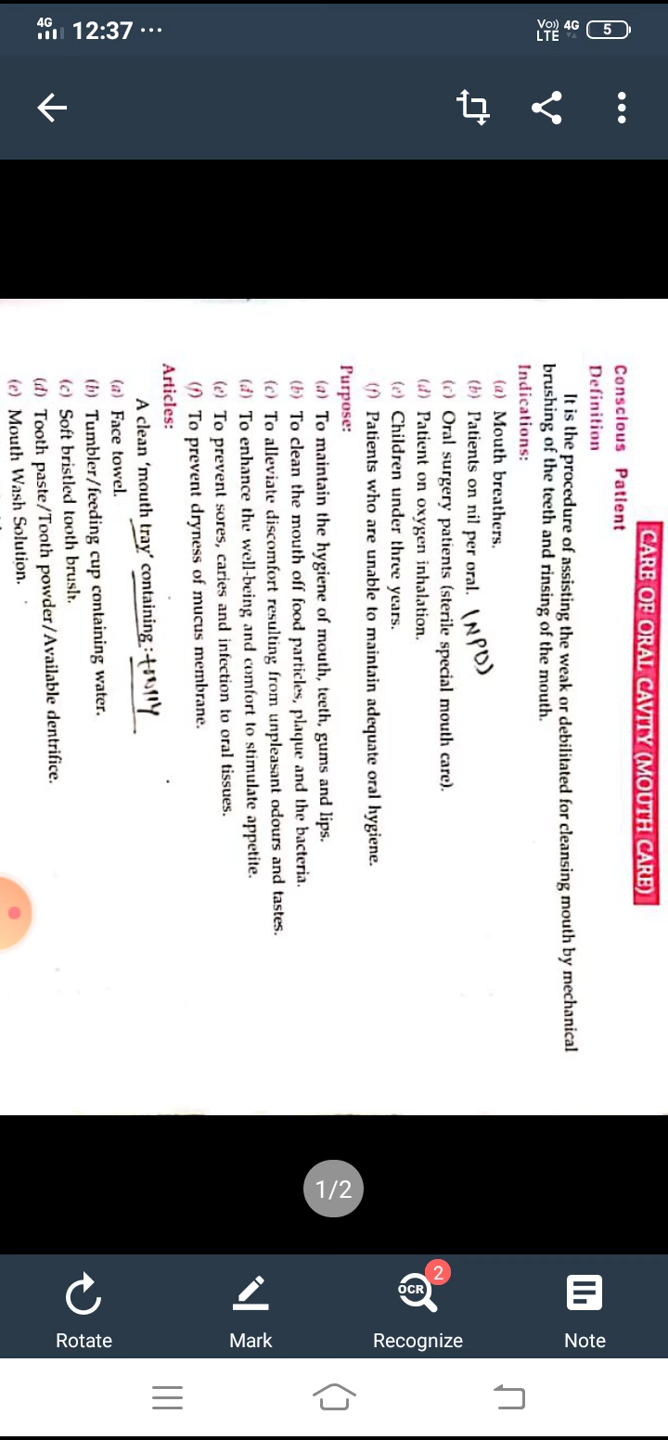 4G 12:37 ...
Vo)) 4G
LTE
5
CARE OF ORAL CAVITY (MOUTH CARE)
Conscious Patient
Definition
It is the procedure of assisting the weak or debilitated for cleansing mouth by mechanical
brushing of the teeth and rinsing of the mouth.
Indications:
(a) Mouth breathers.
(b) Patients on nil per oral. (NPO)
(c) Oral surgery patients (sterile special mouth care).
(d) Patient on oxygen inhalation.
(e) Children under three years.
(f) Patients who are unable to maintain adequate oral hygiene.
Purpose:
(a) To maintain the hygiene of mouth, teeth, gums and lips.
(b) To clean the mouth off food particles, plaque and the bacteria.
(c) To alleviate discomfort resulting from unpleasant odours and tastes.
(d) To enhance the well-being and comfort to stimulate appetite.
(e) To prevent sores, caries and infection to oral tissues.
(f) To prevent dryness of mucus membrane.
Articles:
A clean 'mouth tray' containing :
(a) Face towel.
(b) Tumbler/feeding cup containing water.
(c) Soft bristled tooth brush.
(d) Tooth paste/Tooth powder/Available dentrifice.
(e) Mouth Wash Solution.
1/2
2
OCR
Rotate
Mark
Recognize
Note